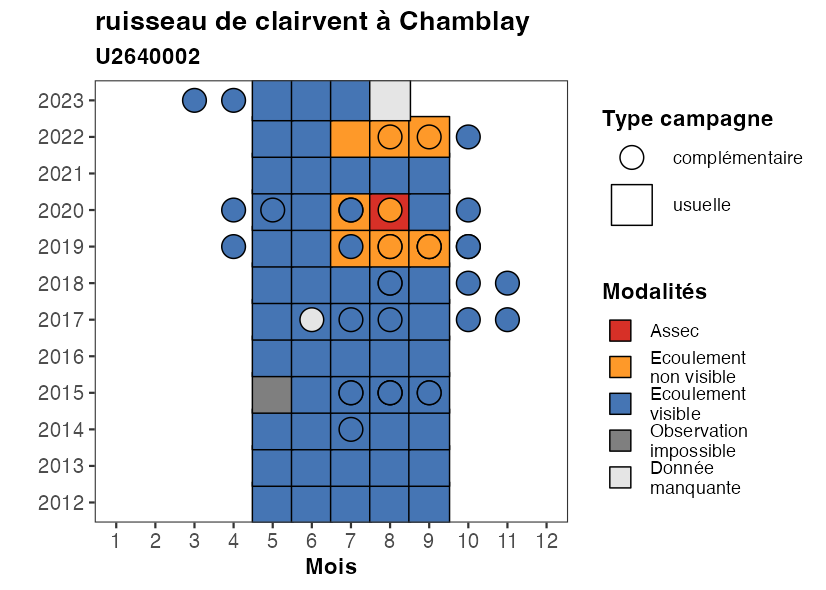 ruisseau de clairvent à Chamblay
U2640002
2023
2022
2021
2020
2019
2018
2017
2016
2015
2014
2013
2012
1 2 3 4 5 6 7 8 9 10 11 12
Mois
Type campagne
complémentaire
usuelle
Modalités
Assec
Ecoulement
non visible
Ecoulement
visible
Observation
impossible
Donnée
manquante